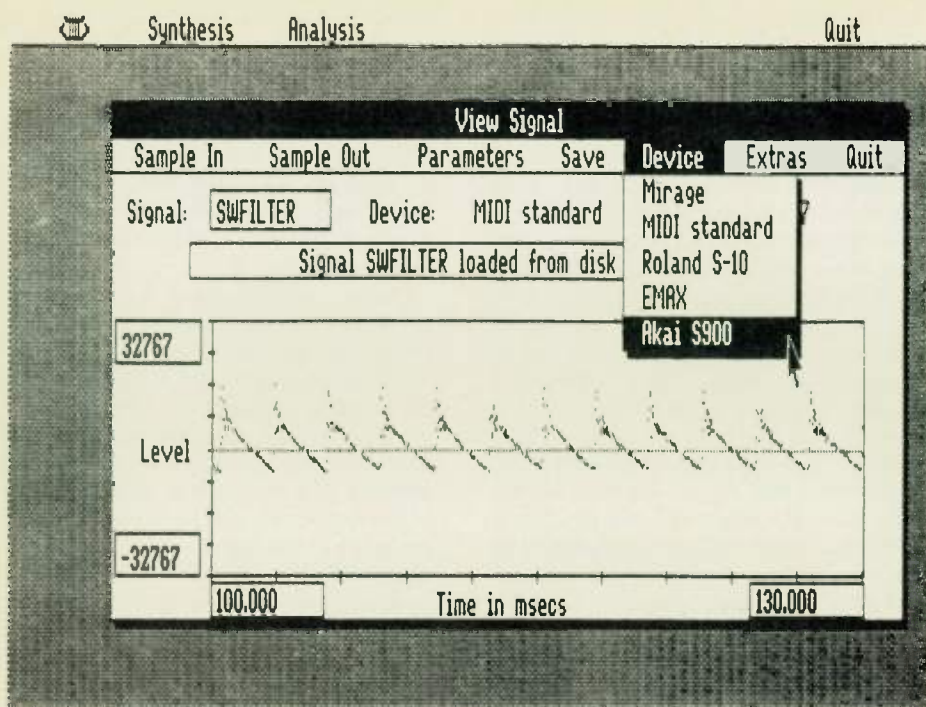 Synthesis Analysis Quit
View Signal
Sample In Sample Out Parameters Save Device Extras Quit
Signal: SWFILTER Device: MIDI standard
Signal SWFILTER loaded from disk
Mirage
MIDI standard
Roland S-10
EMAX
Akai S900
32767
Level
-32767
100.000 Time in msecs 130.000